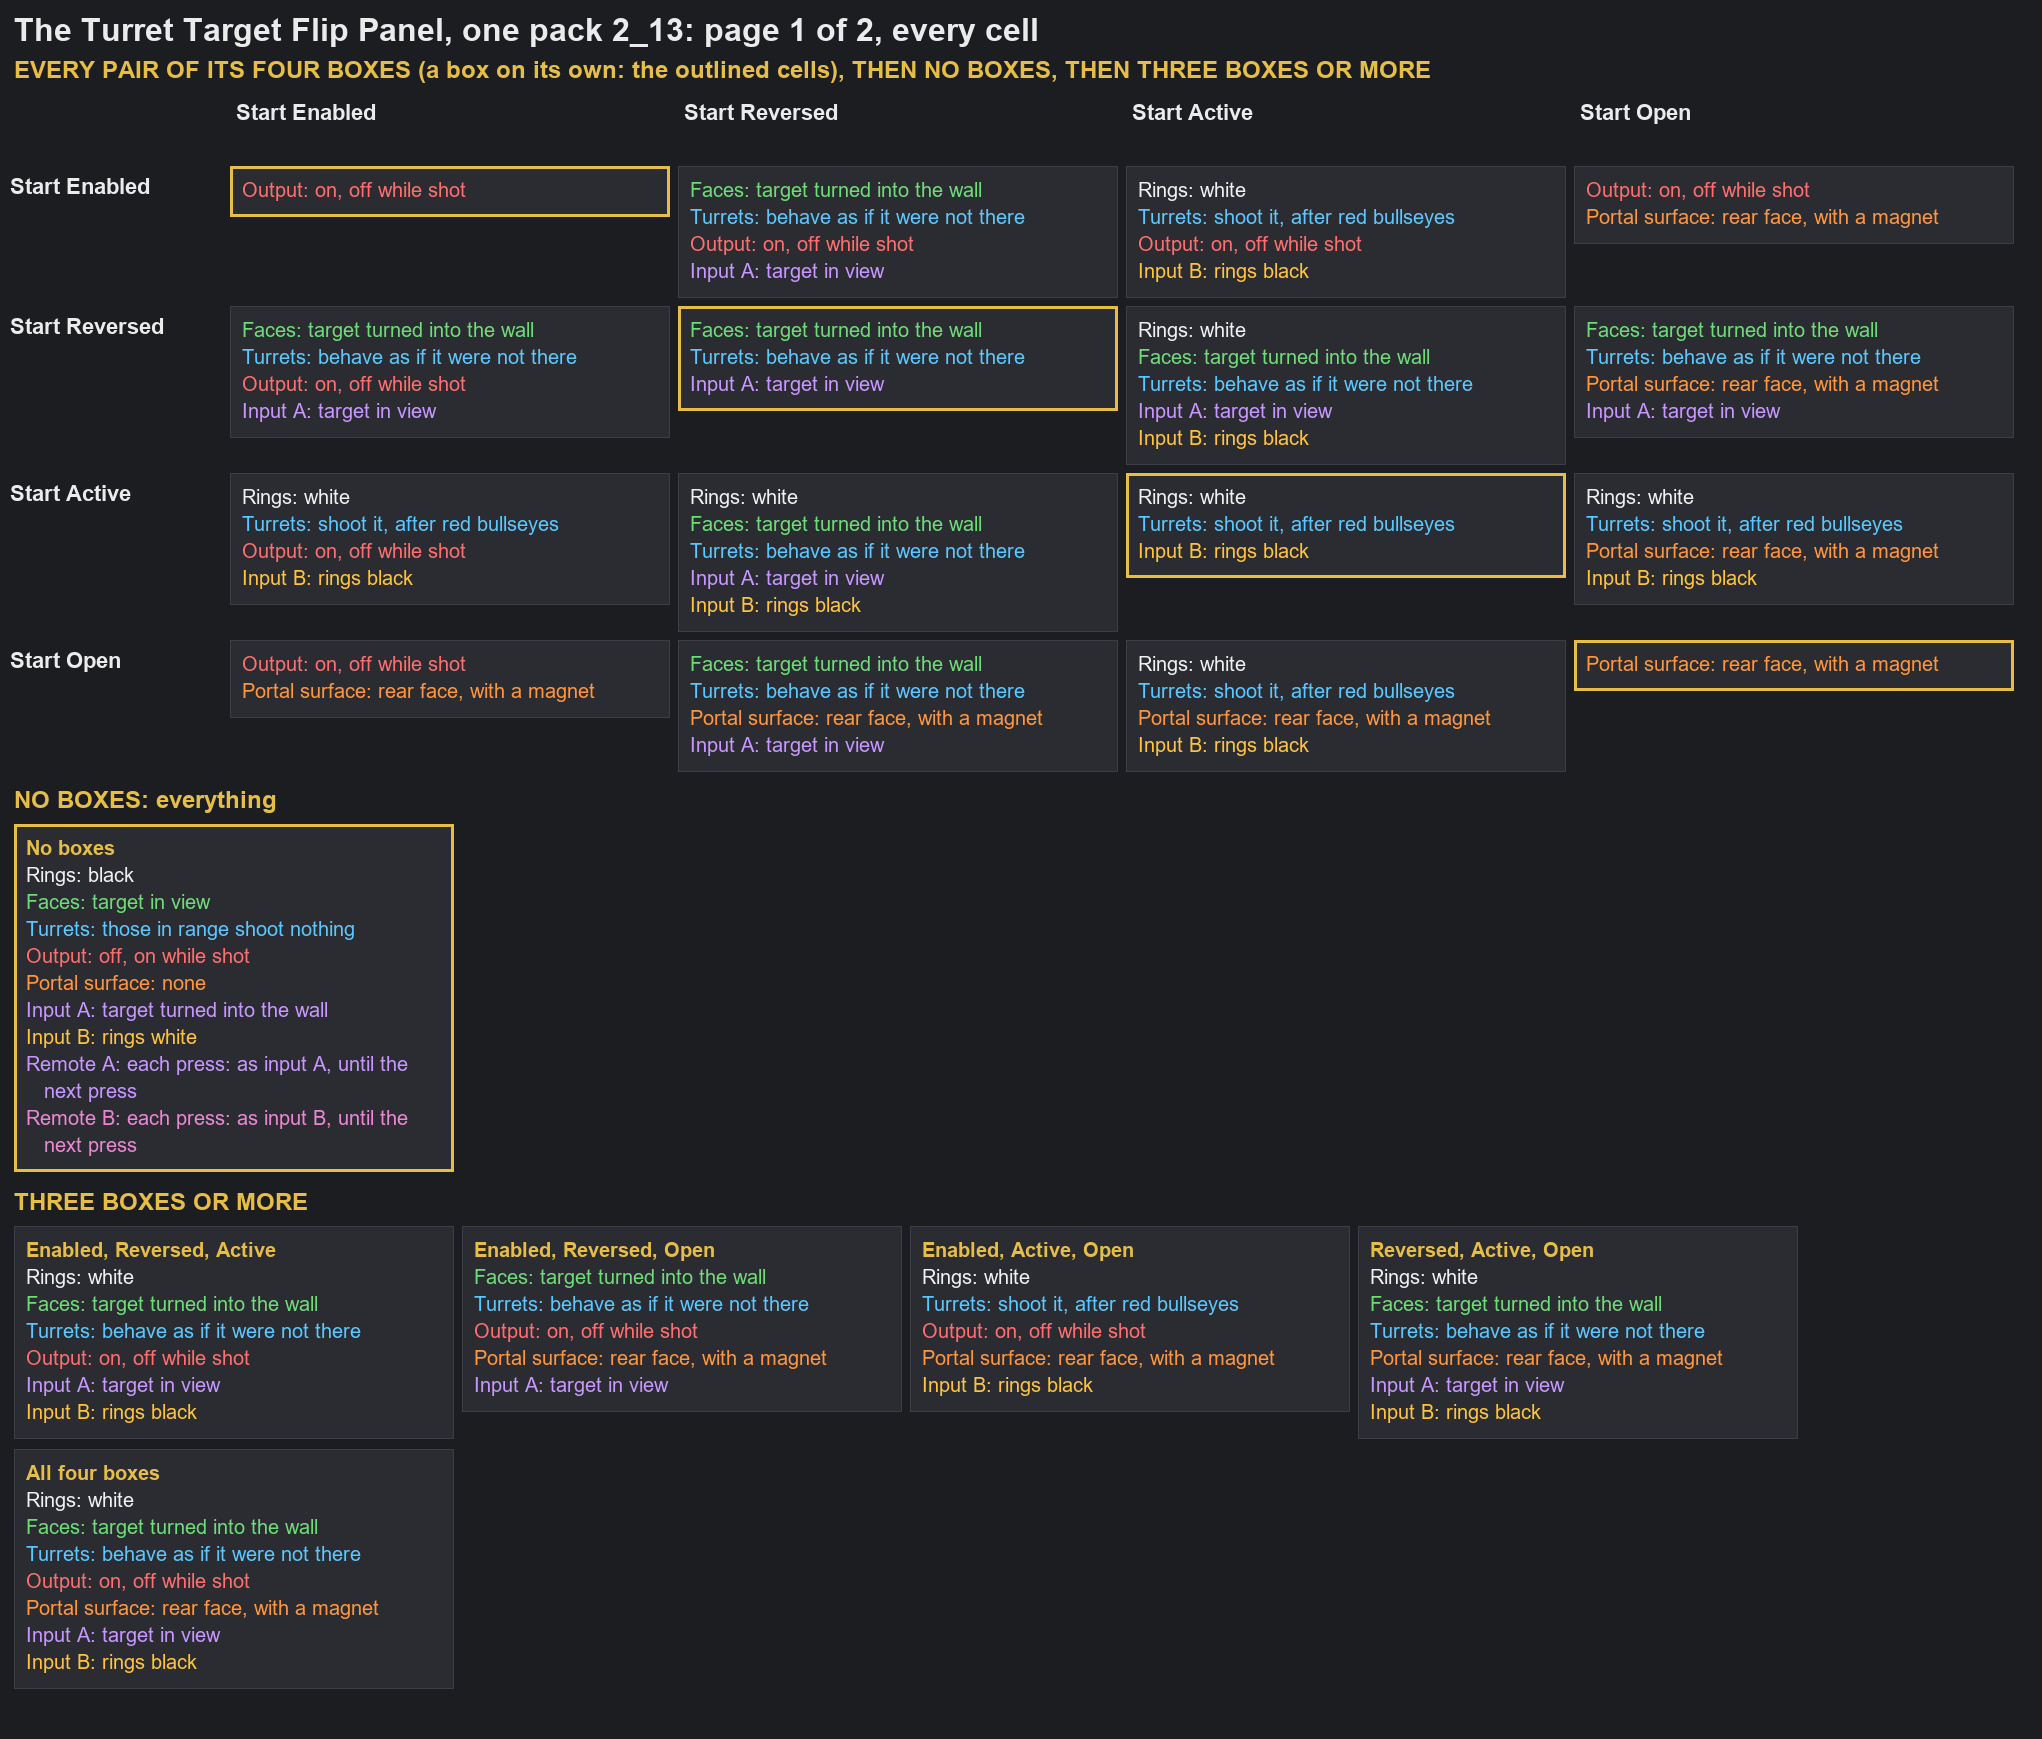 The Turret Target Flip Panel, one pack 2_13: page 1 of 2, every cell
EVERY PAIR OF ITS FOUR BOXES (a box on its own: the outlined cells), THEN NO BOXES, THEN THREE BOXES OR MORE
Start Enabled
Start Reversed
Start Active
Start Open
Start Enabled
Output: on, off while shot
Faces: target turned into the wall
Turrets: behave as if it were not there
Output: on, off while shot
Input A: target in view
Rings: white
Turrets: shoot it, after red bullseyes
Output: on, off while shot
Input B: rings black
Output: on, off while shot
Portal surface: rear face, with a magnet
Start Reversed
Faces: target turned into the wall
Turrets: behave as if it were not there
Output: on, off while shot
Input A: target in view
Faces: target turned into the wall
Turrets: behave as if it were not there
Input A: target in view
Rings: white
Faces: target turned into the wall
Turrets: behave as if it were not there
Input A: target in view
Input B: rings black
Faces: target turned into the wall
Turrets: behave as if it were not there
Portal surface: rear face, with a magnet
Input A: target in view
Start Active
Rings: white
Turrets: shoot it, after red bullseyes
Output: on, off while shot
Input B: rings black
Rings: white
Faces: target turned into the wall
Turrets: behave as if it were not there
Input A: target in view
Input B: rings black
Rings: white
Turrets: shoot it, after red bullseyes
Input B: rings black
Rings: white
Turrets: shoot it, after red bullseyes
Portal surface: rear face, with a magnet
Input B: rings black
Start Open
Output: on, off while shot
Portal surface: rear face, with a magnet
Faces: target turned into the wall
Turrets: behave as if it were not there
Portal surface: rear face, with a magnet
Input A: target in view
Rings: white
Turrets: shoot it, after red bullseyes
Portal surface: rear face, with a magnet
Input B: rings black
Portal surface: rear face, with a magnet
NO BOXES: everything
No boxes
Rings: black
Faces: target in view
Turrets: those in range shoot nothing
Output: off, on while shot
Portal surface: none
Input A: target turned into the wall
Input B: rings white
Remote A: each press: as input A, until the
next press
Remote B: each press: as input B, until the
next press
THREE BOXES OR MORE
Enabled, Reversed, Active
Rings: white
Faces: target turned into the wall
Turrets: behave as if it were not there
Output: on, off while shot
Input A: target in view
Input B: rings black
Enabled, Reversed, Open
Faces: target turned into the wall
Turrets: behave as if it were not there
Output: on, off while shot
Portal surface: rear face, with a magnet
Input A: target in view
Enabled, Active, Open
Rings: white
Turrets: shoot it, after red bullseyes
Output: on, off while shot
Portal surface: rear face, with a magnet
Input B: rings black
Reversed, Active, Open
Rings: white
Faces: target turned into the wall
Turrets: behave as if it were not there
Portal surface: rear face, with a magnet
Input A: target in view
Input B: rings black
All four boxes
Rings: white
Faces: target turned into the wall
Turrets: behave as if it were not there
Output: on, off while shot
Portal surface: rear face, with a magnet
Input A: target in view
Input B: rings black